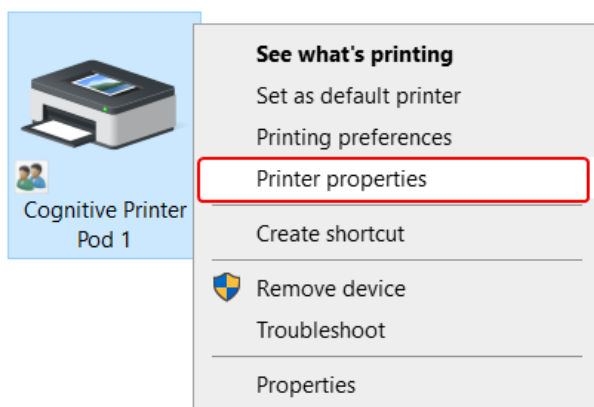 Cognitive Printer
Pod 1
See what's printing
Set as default printer
Printing preferences
Printer properties
Create shortcut
Remove device
Troubleshoot
Properties